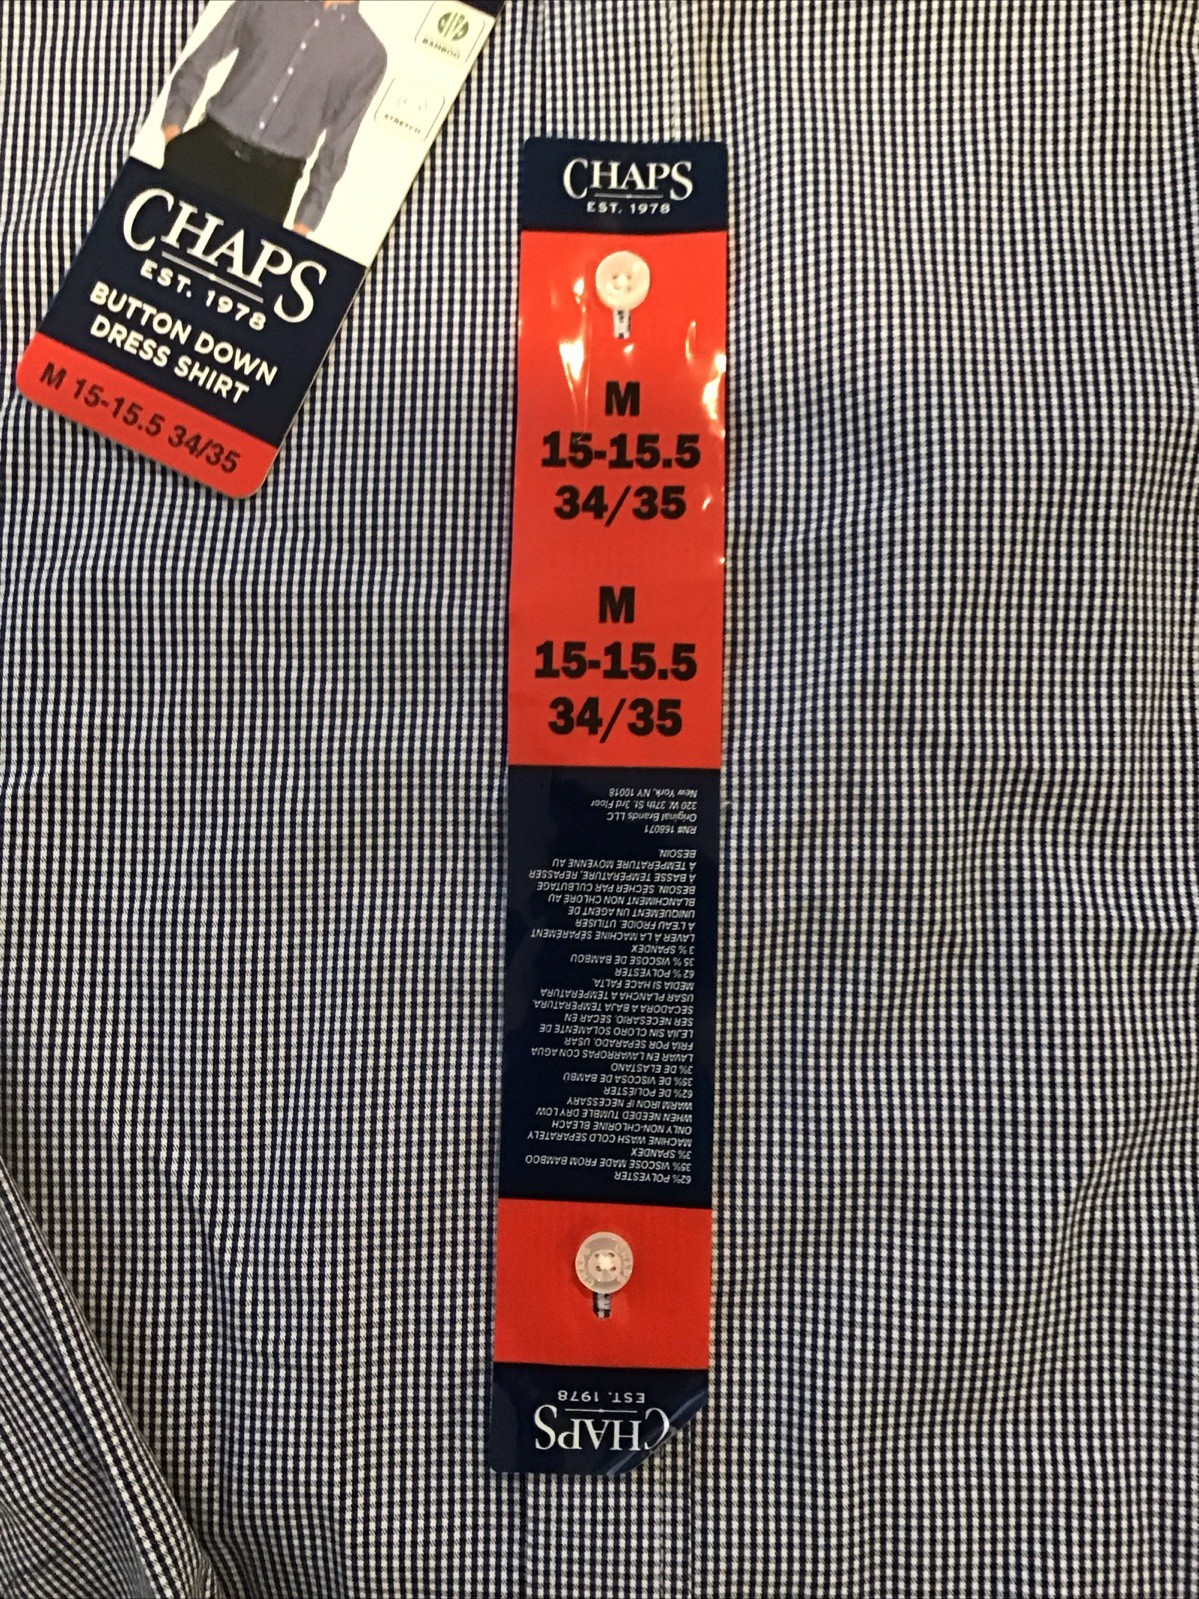 BAMBOO
STRETCH
CHAPS
EST. 1978
BUTTON DOWN
DRESS SHIRT
M 15-15.5 34/35
CHAPS
EST. 1978
M
15-15.5
34/35
M
15-15.5
34/35
62% POLYESTER
35% VISCOSE MADE FROM BAMBOO
3% SPANDEX
MACHINE WASH COLD SEPARATELY
ONLY NON-CHLORINE BLEACH
WHEN NEEDED TUMBLE DRY LOW
WARM IRON IF NECESSARY
62% DE POLIESTER
35% DE VISCOSA DE BAMBÚ
3% DE ELASTANO
LAVAR EN LAVARROPAS CON AGUA
FRIA POR SEPARADO. USAR
LEJIA SIN CLORO SOLAMENTE DE
SER NECESARIO. SECAR EN
SECADORA A BAJA TEMPERATURA.
USAR PLANCHA A TEMPERATURA
MEDIA SI HACE FALTA.
62 % POLYESTER
35 % VISCOSE DE BAMBOU
3 % SPANDEX
LAVER A LA MACHINE SÉPARÉMENT
A L'EAU FROIDE. UTILISER
UNIQUEMENT UN AGENT DE
BLANCHIMENT NON CHLORE AU
BESOIN. SÉCHER PAR CULBUTAGE
A BASSE TEMPÉRATURE, REPASSER
A TEMPÉRATURE MOYENNE AU
BESOIN.
RN# 168071
Original Brands LLC
320 W. 37th St. 3rd Floor
New York, NY 10018
CHAPS
EST. 1978